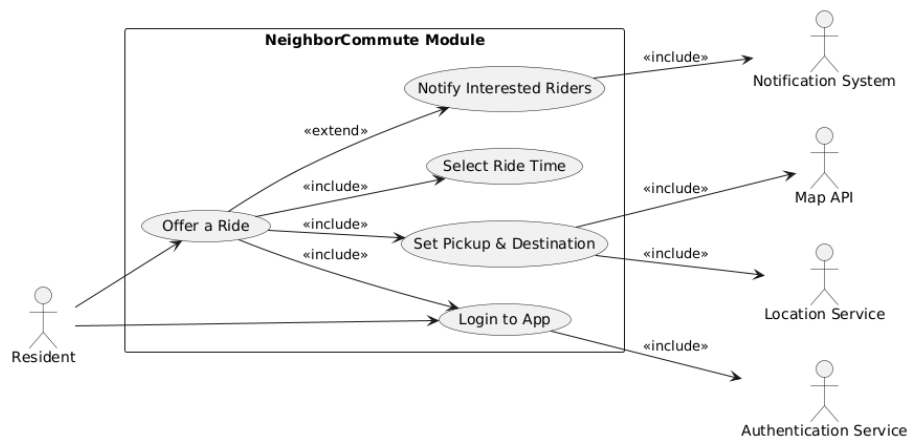 NeighborCommute Module
«include»
Notification System
Notify Interested Riders
«extend»
Select Ride Time
«include»
«include»
Map API
Offer a Ride
«include»
Set Pickup & Destination
«include»
«include»
Location Service
Login to App
Resident
«include»
Authentication Service